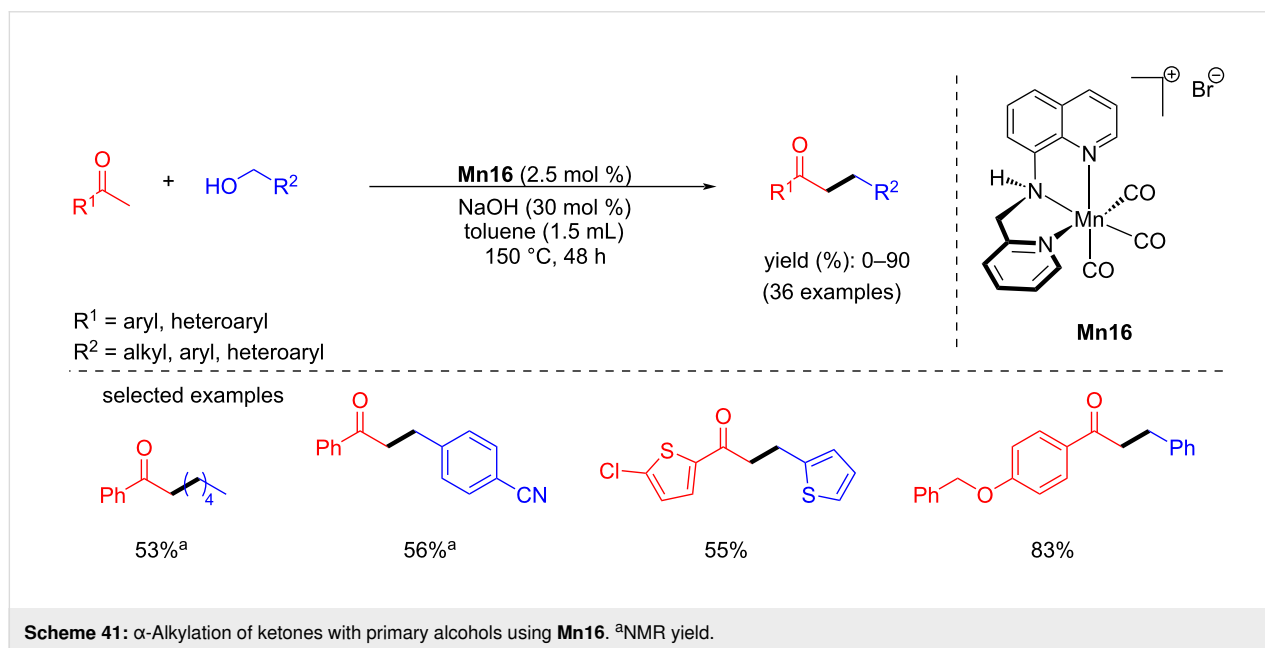 O
R¹
+
HO
R²
Mn16 (2.5 mol %)
NaOH (30 mol %)
toluene (1.5 mL)
150 °C, 48 h
O
R¹
R²
yield (%): 0–90
(36 examples)
R¹ = aryl, heteroaryl
R² = alkyl, aryl, heteroaryl
⊕
Br⊖
N
H
N
Mn
CO
N
CO
CO
Mn16
selected examples
O
Ph
4
53%ᵃ
O
Ph
CN
56%ᵃ
O
S
Cl
S
55%
O
Ph
Ph
O
83%
Scheme 41: α-Alkylation of ketones with primary alcohols using Mn16. ᵃNMR yield.